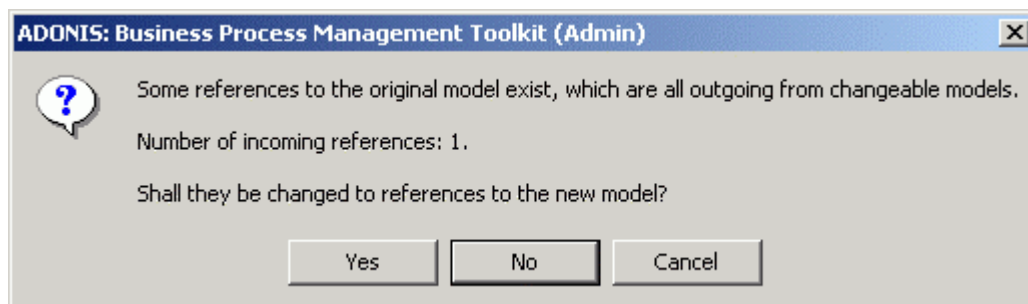 ADONIS: Business Process Management Toolkit (Admin)
Some references to the original model exist, which are all outgoing from changeable models.
Number of incoming references: 1.
Shall they be changed to references to the new model?
Yes No Cancel